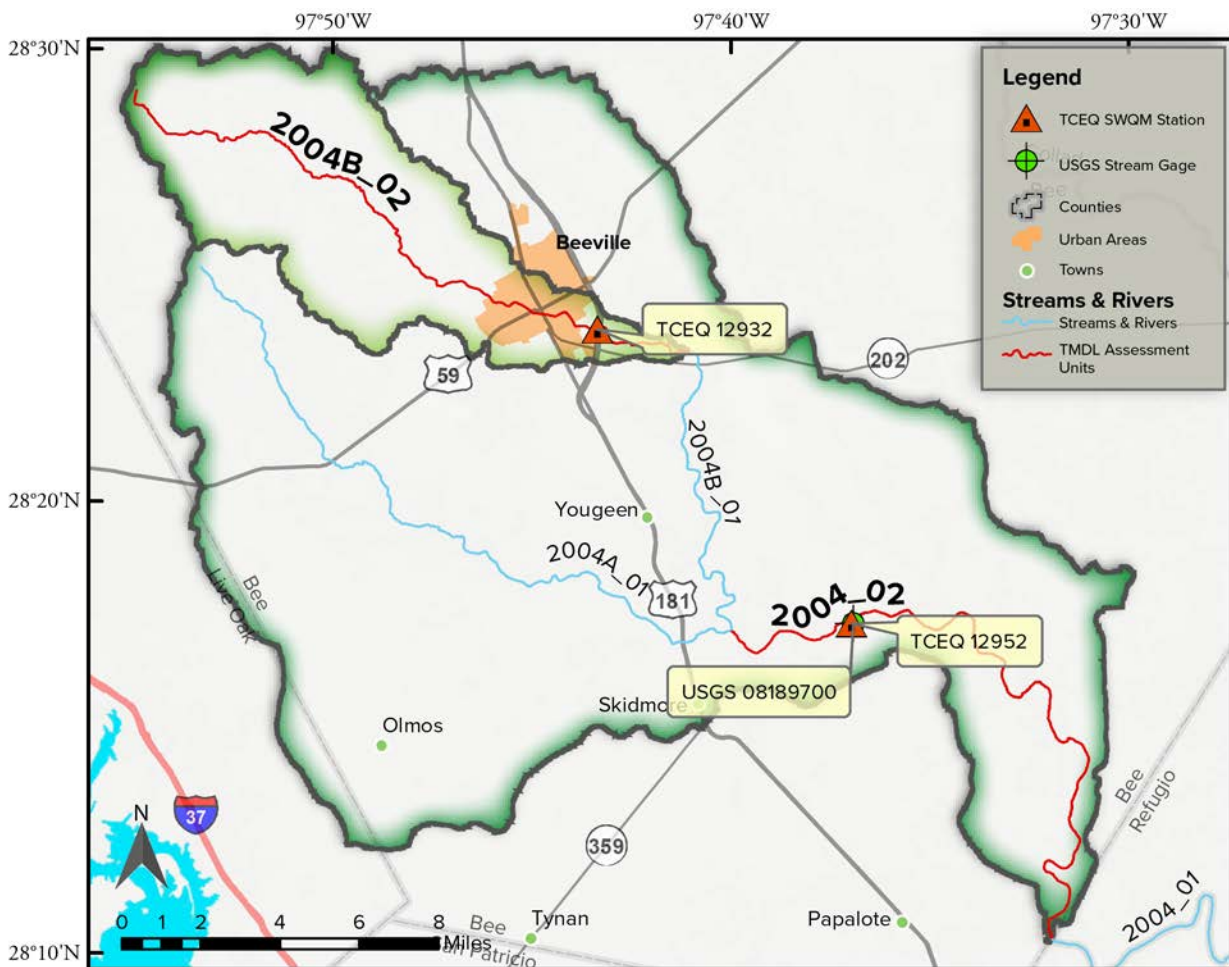 97°50'W
97°40'W
97°30'W
28°30'N
28°20'N
28°10'N
Legend
TCEQ SWQM Station
USGS Stream Gage
Counties
Urban Areas
Towns
Streams & Rivers
Streams & Rivers
TMDL Assessment
Units
Bee
2004B_02
Beeville
TCEQ 12932
59
202
2004B_01
Yougeen
2004A_01
181
2004_02
TCEQ 12952
USGS 08189700
Skidmore
Bee
Live Oak
Olmos
37
N
359
Bee
Refugio
2004_01
0 1 2 4 6 8
Miles
Tynan
Papalote
Bee
Patricio